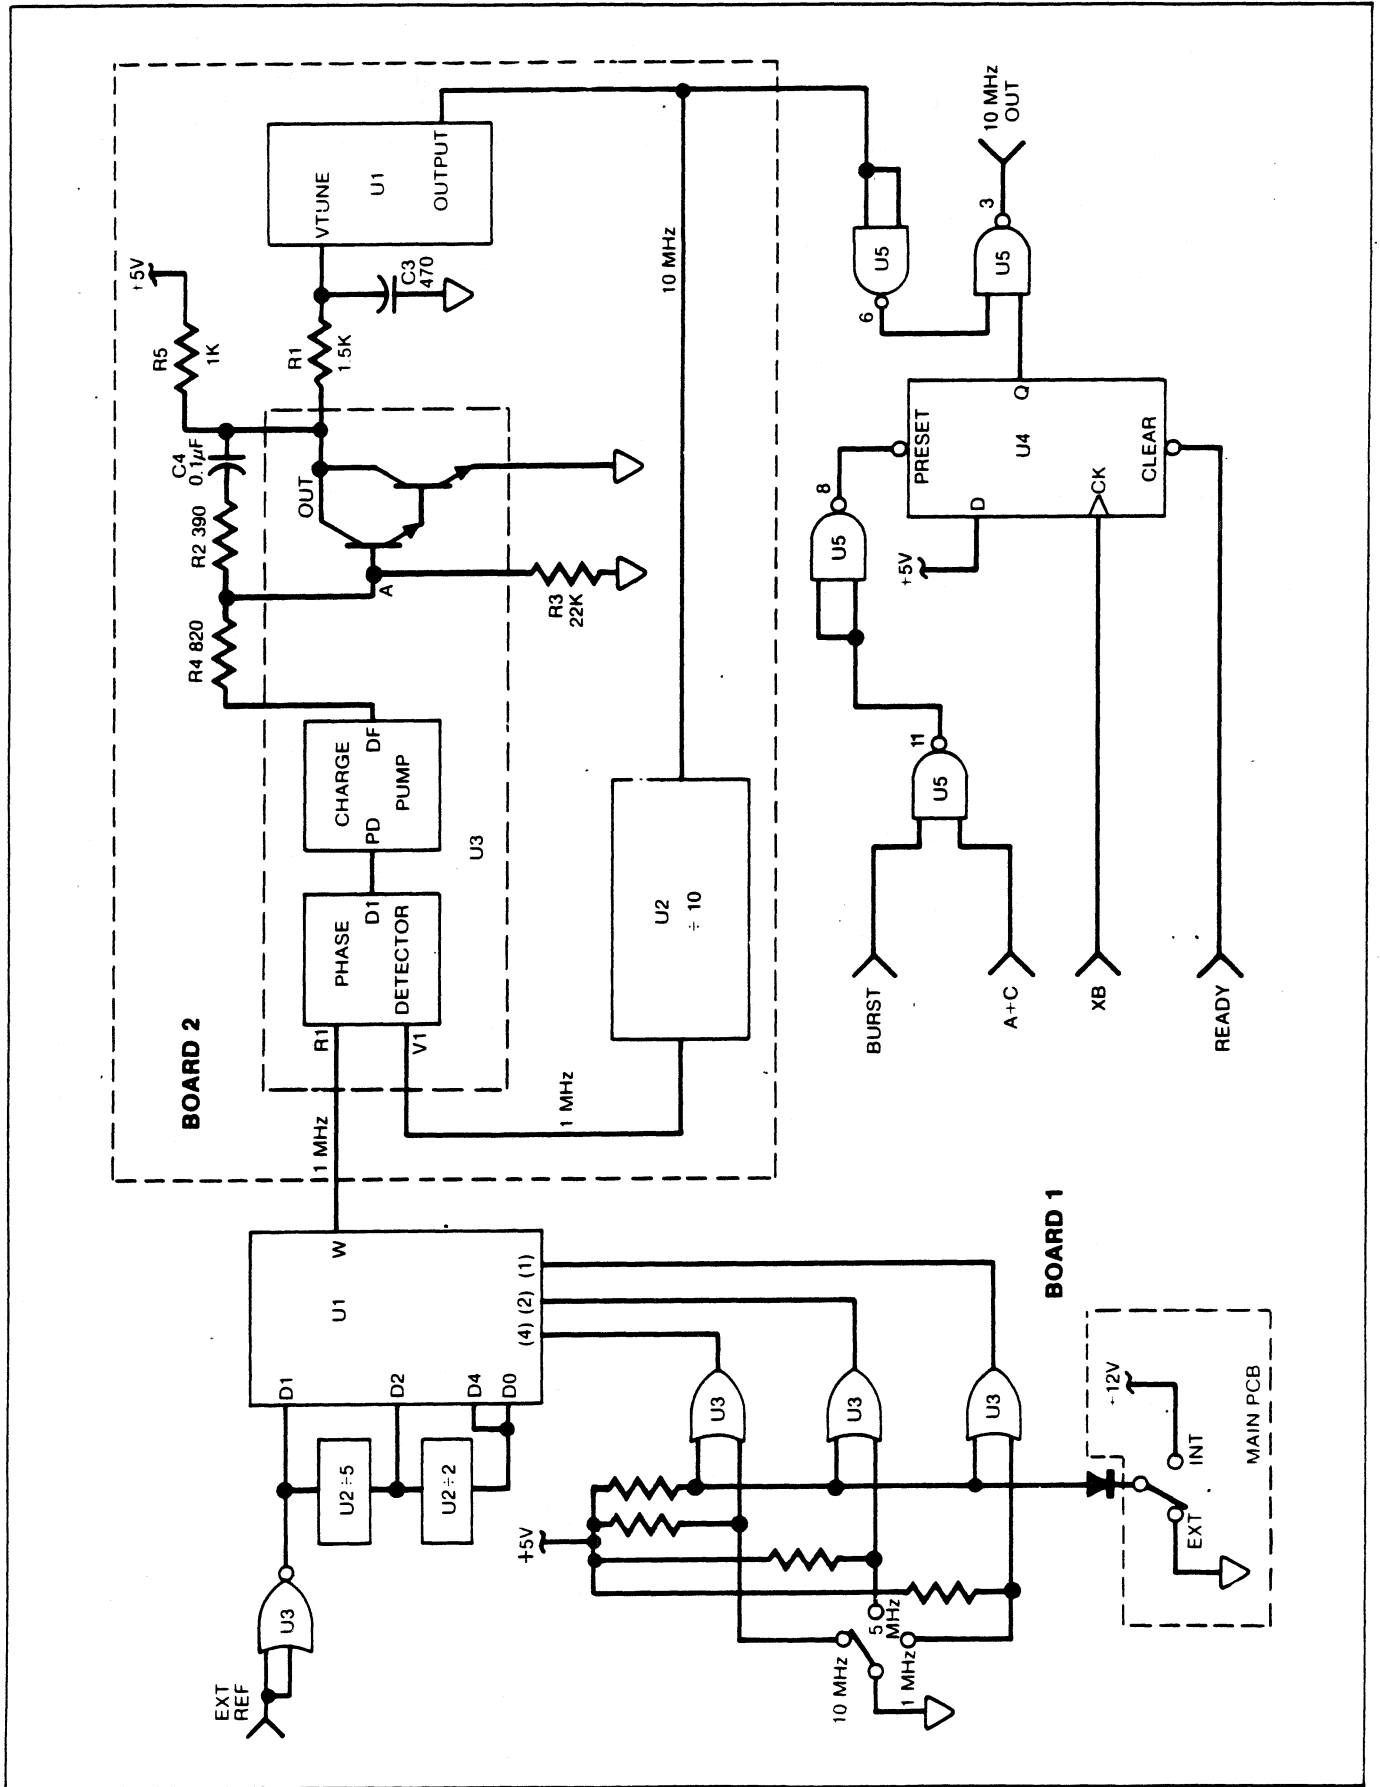 BOARD 2
+5V
R5
1K
C4
0.1µF
R2 390
R4 820
OUT
R1
1.5K
C3
470
VTUNE
U1
OUTPUT
A
R3
22K
CHARGE
PUMP
PD
DF
PHASE
DETECTOR
D1
U3
R1
V1
1 MHz
1 MHz
U2
÷ 10
10 MHz
U5
6
U5
3
10 MHz
OUT
PRESET
D
U4
Q
CK
CLEAR
+5V
8
U5
11
U5
BURST
A+C
XB
READY
EXT
REF
U3
U2÷5
U2÷2
D1
D2
D4
D0
U1
W
(4)
(2)
(1)
+5V
U3
U3
U3
10 MHz
5
MHz
1 MHz
BOARD 1
+12V
INT
EXT
MAIN PCB